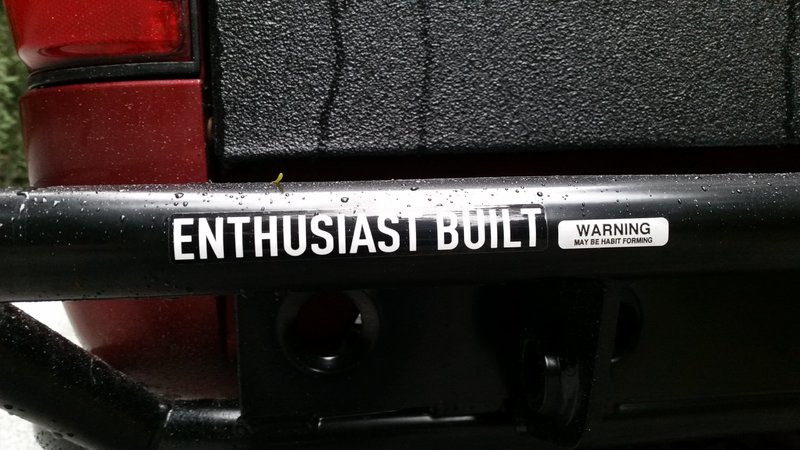 ENTHUSIAST BUILT
WARNING
MAY BE HABIT FORMING